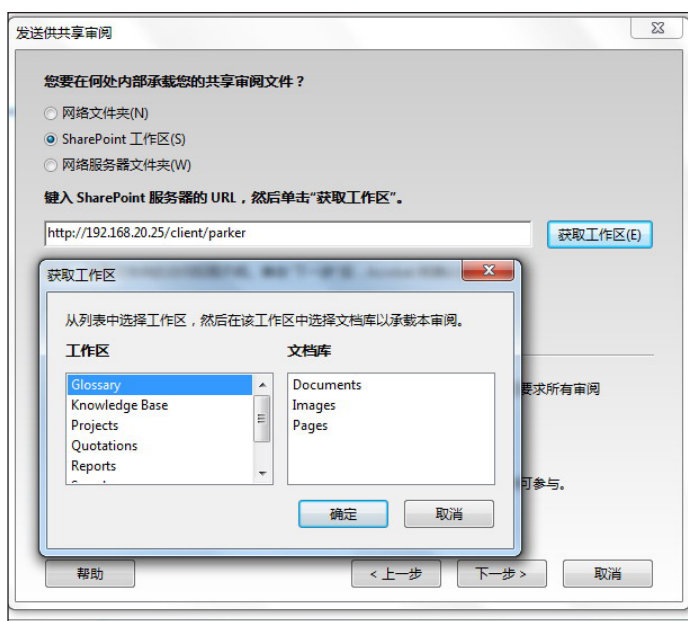 发送供共享审阅
您要在何处内部承载您的共享审阅文件？
网络文件夹(N)
SharePoint 工作区(S)
网络服务器文件夹(W)
键入 SharePoint 服务器的 URL，然后单击“获取工作区”。
http://192.168.20.25/client/parker
获取工作区(E)
获取工作区
从列表中选择工作区，然后在该工作区中选择文档库以承载本审阅。
工作区
文档库
Glossary
Knowledge Base
Projects
Quotations
Reports
Documents
Images
Pages
要求所有审阅
可参与。
确定
取消
帮助
< 上一步
下一步 >
取消